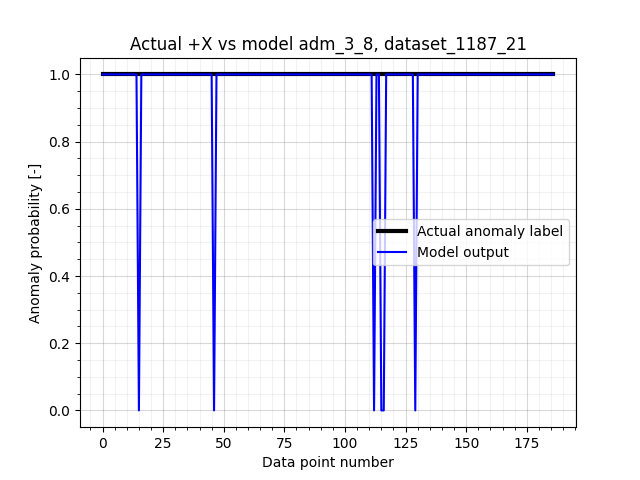 Actual +X vs model adm_3_8, dataset_1187_21
Anomaly probability [-]
1.0
0.8
0.6
0.4
0.2
0.0
Actual anomaly label
Model output
0 25 50 75 100 125 150 175
Data point number